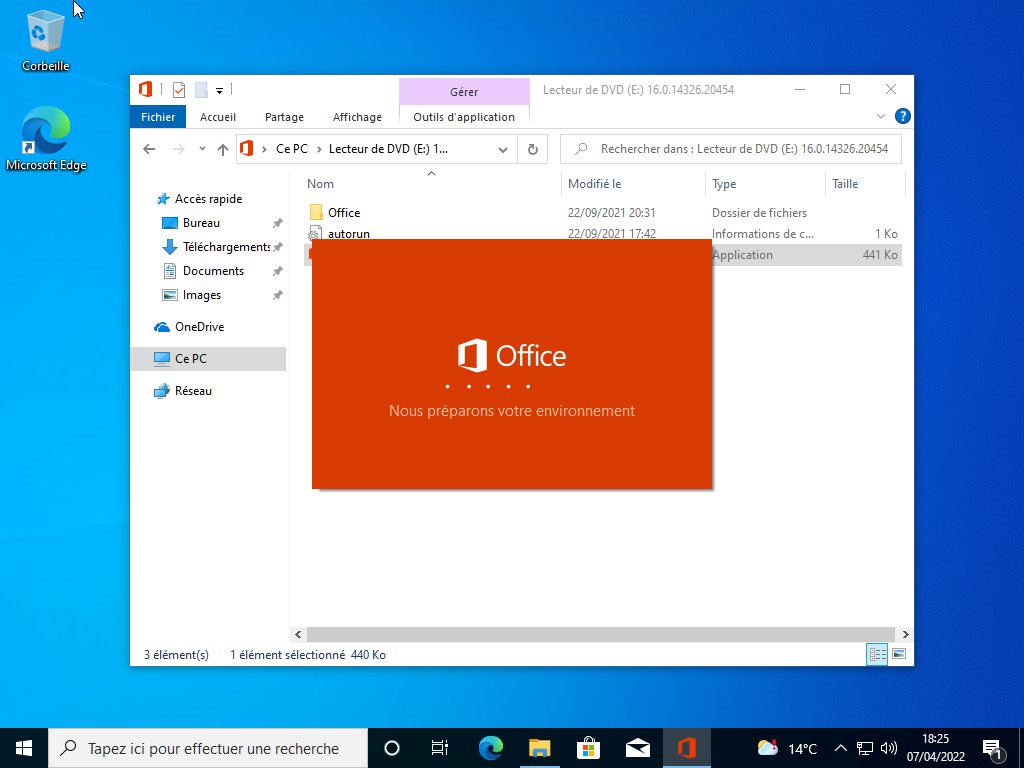 Corbeille
Microsoft Edge
Gérer
Lecteur de DVD (E:) 16.0.14326.20454
Fichier
Accueil
Partage
Affichage
Outils d'application
Ce PC
Lecteur de DVD (E:) 1...
Rechercher dans : Lecteur de DVD (E:) 16.0.14326.20454
Nom
Modifié le
Type
Taille
Accès rapide
Bureau
Téléchargements
Documents
Images
OneDrive
Ce PC
Réseau
Office 22/09/2021 20:31 Dossier de fichiers
autorun 22/09/2021 17:42 Informations de c... 1 Ko
Application 441 Ko
Office
Nous préparons votre environnement
3 élément(s)
1 élément sélectionné 440 Ko
Tapez ici pour effectuer une recherche
14°C
18:25
07/04/2022
1